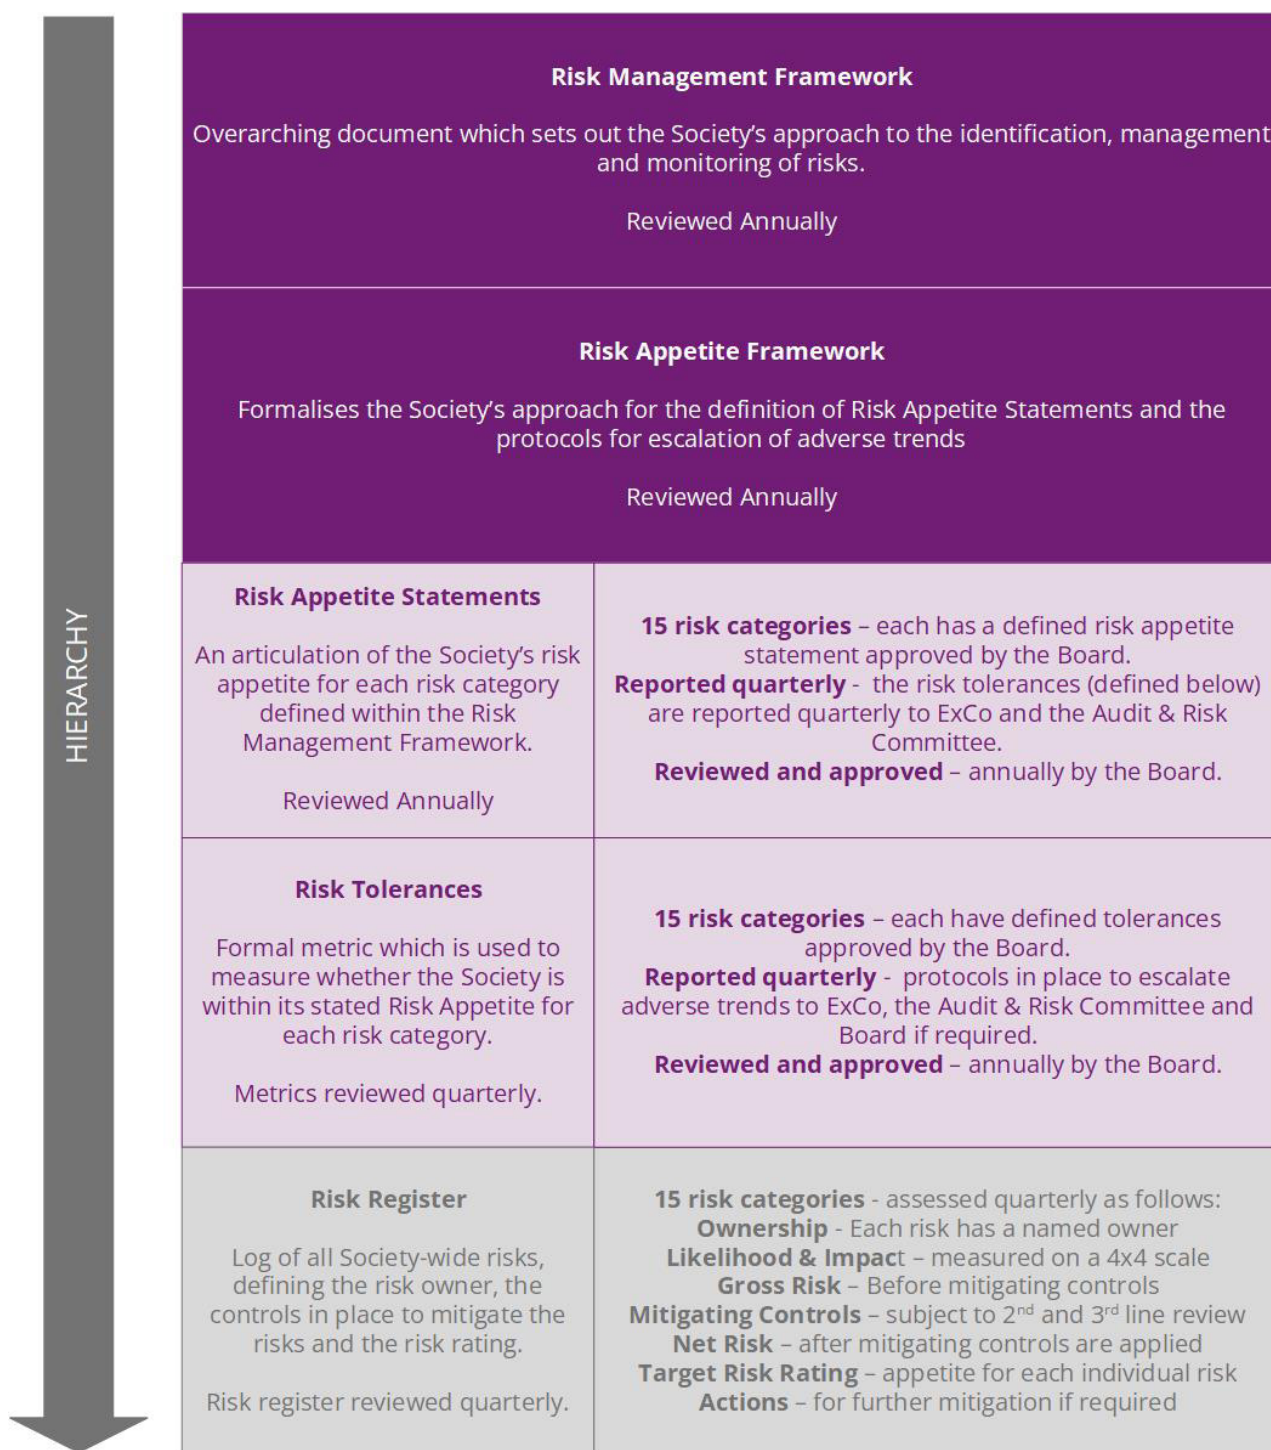 HIERARCHY
Risk Management Framework
Overarching document which sets out the Society’s approach to the identification, management
and monitoring of risks.
Reviewed Annually
Risk Appetite Framework
Formalises the Society’s approach for the definition of Risk Appetite Statements and the
protocols for escalation of adverse trends
Reviewed Annually
Risk Appetite Statements
An articulation of the Society’s risk
appetite for each risk category
defined within the Risk
Management Framework.
Reviewed Annually
15 risk categories – each has a defined risk appetite
statement approved by the Board.
Reported quarterly - the risk tolerances (defined below)
are reported quarterly to ExCo and the Audit & Risk
Committee.
Reviewed and approved – annually by the Board.
Risk Tolerances
Formal metric which is used to
measure whether the Society is
within its stated Risk Appetite for
each risk category.
Metrics reviewed quarterly.
15 risk categories – each have defined tolerances
approved by the Board.
Reported quarterly - protocols in place to escalate
adverse trends to ExCo, the Audit & Risk Committee and
Board if required.
Reviewed and approved – annually by the Board.
Risk Register
Log of all Society-wide risks,
defining the risk owner, the
controls in place to mitigate the
risks and the risk rating.
Risk register reviewed quarterly.
15 risk categories - assessed quarterly as follows:
Ownership - Each risk has a named owner
Likelihood & Impact – measured on a 4x4 scale
Gross Risk – Before mitigating controls
Mitigating Controls – subject to 2nd and 3rd line review
Net Risk – after mitigating controls are applied
Target Risk Rating – appetite for each individual risk
Actions – for further mitigation if required